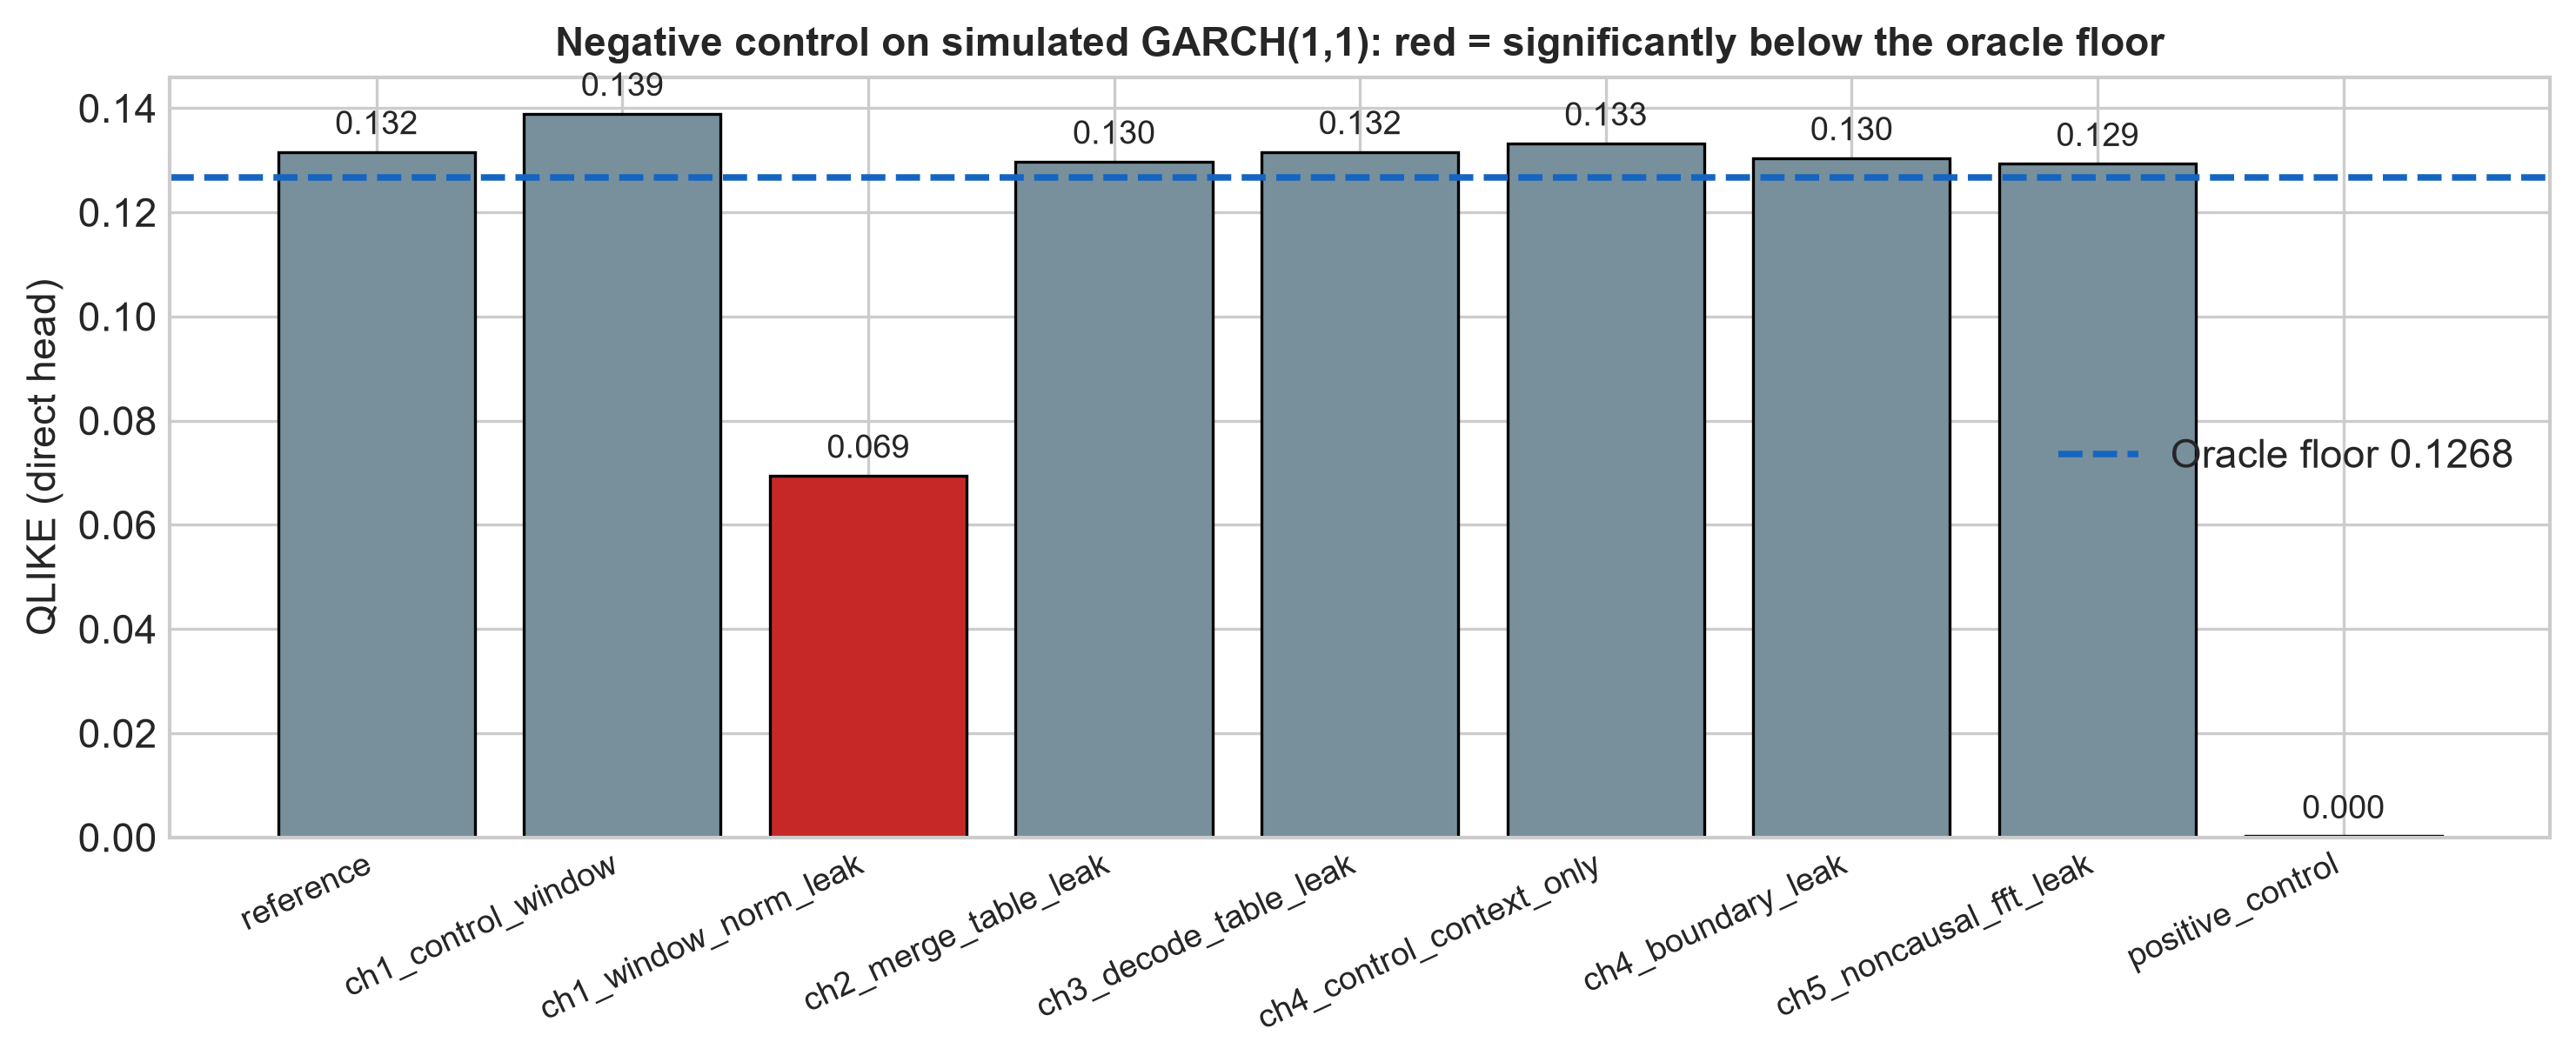 Negative control on simulated GARCH(1,1): red = significantly below the oracle floor
QLIKE (direct head)
0.14
0.12
0.10
0.08
0.06
0.04
0.02
0.00
0.132
0.139
0.069
0.130
0.132
0.133
0.130
0.129
0.000
Oracle floor 0.1268
reference
ch1_control_window
ch1_window_norm_leak
ch2_merge_table_leak
ch3_decode_table_leak
ch4_control_context_only
ch4_boundary_leak
ch5_noncausal_fft_leak
positive_control